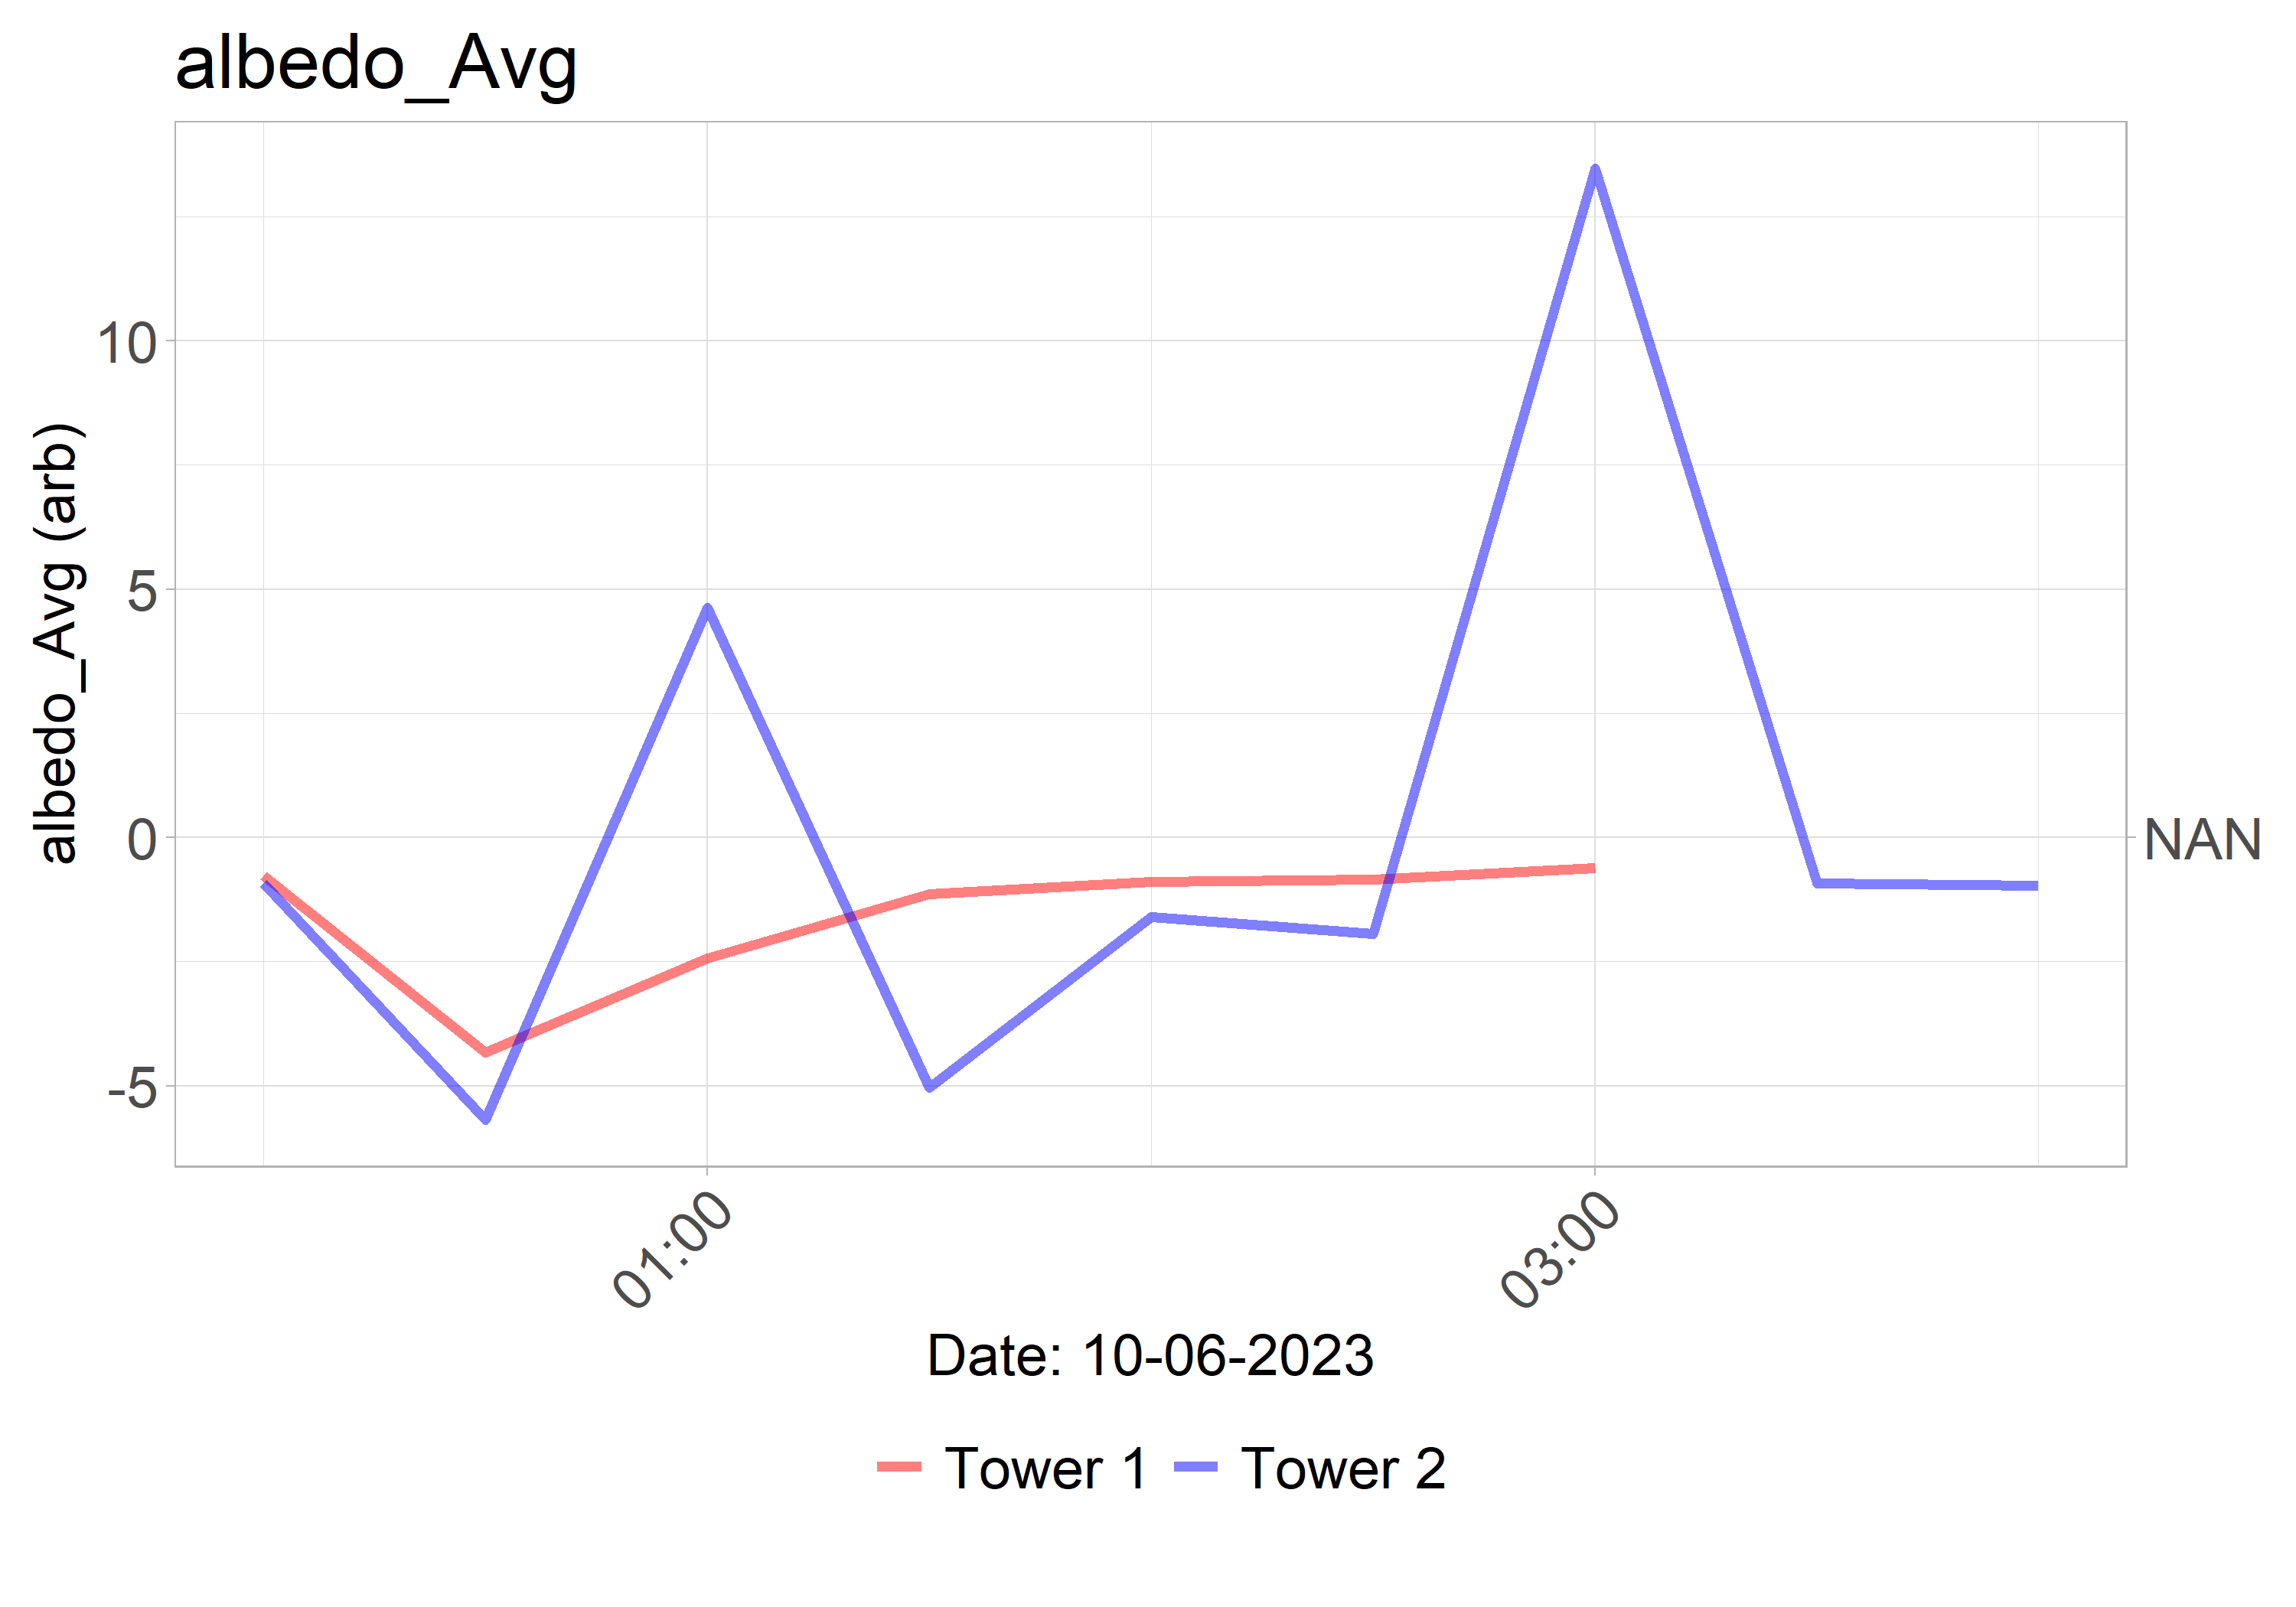 albedo_Avg
albedo_Avg (arb)
10
5
0
-5
NAN
01:00
03:00
Date: 10-06-2023
Tower 1
Tower 2